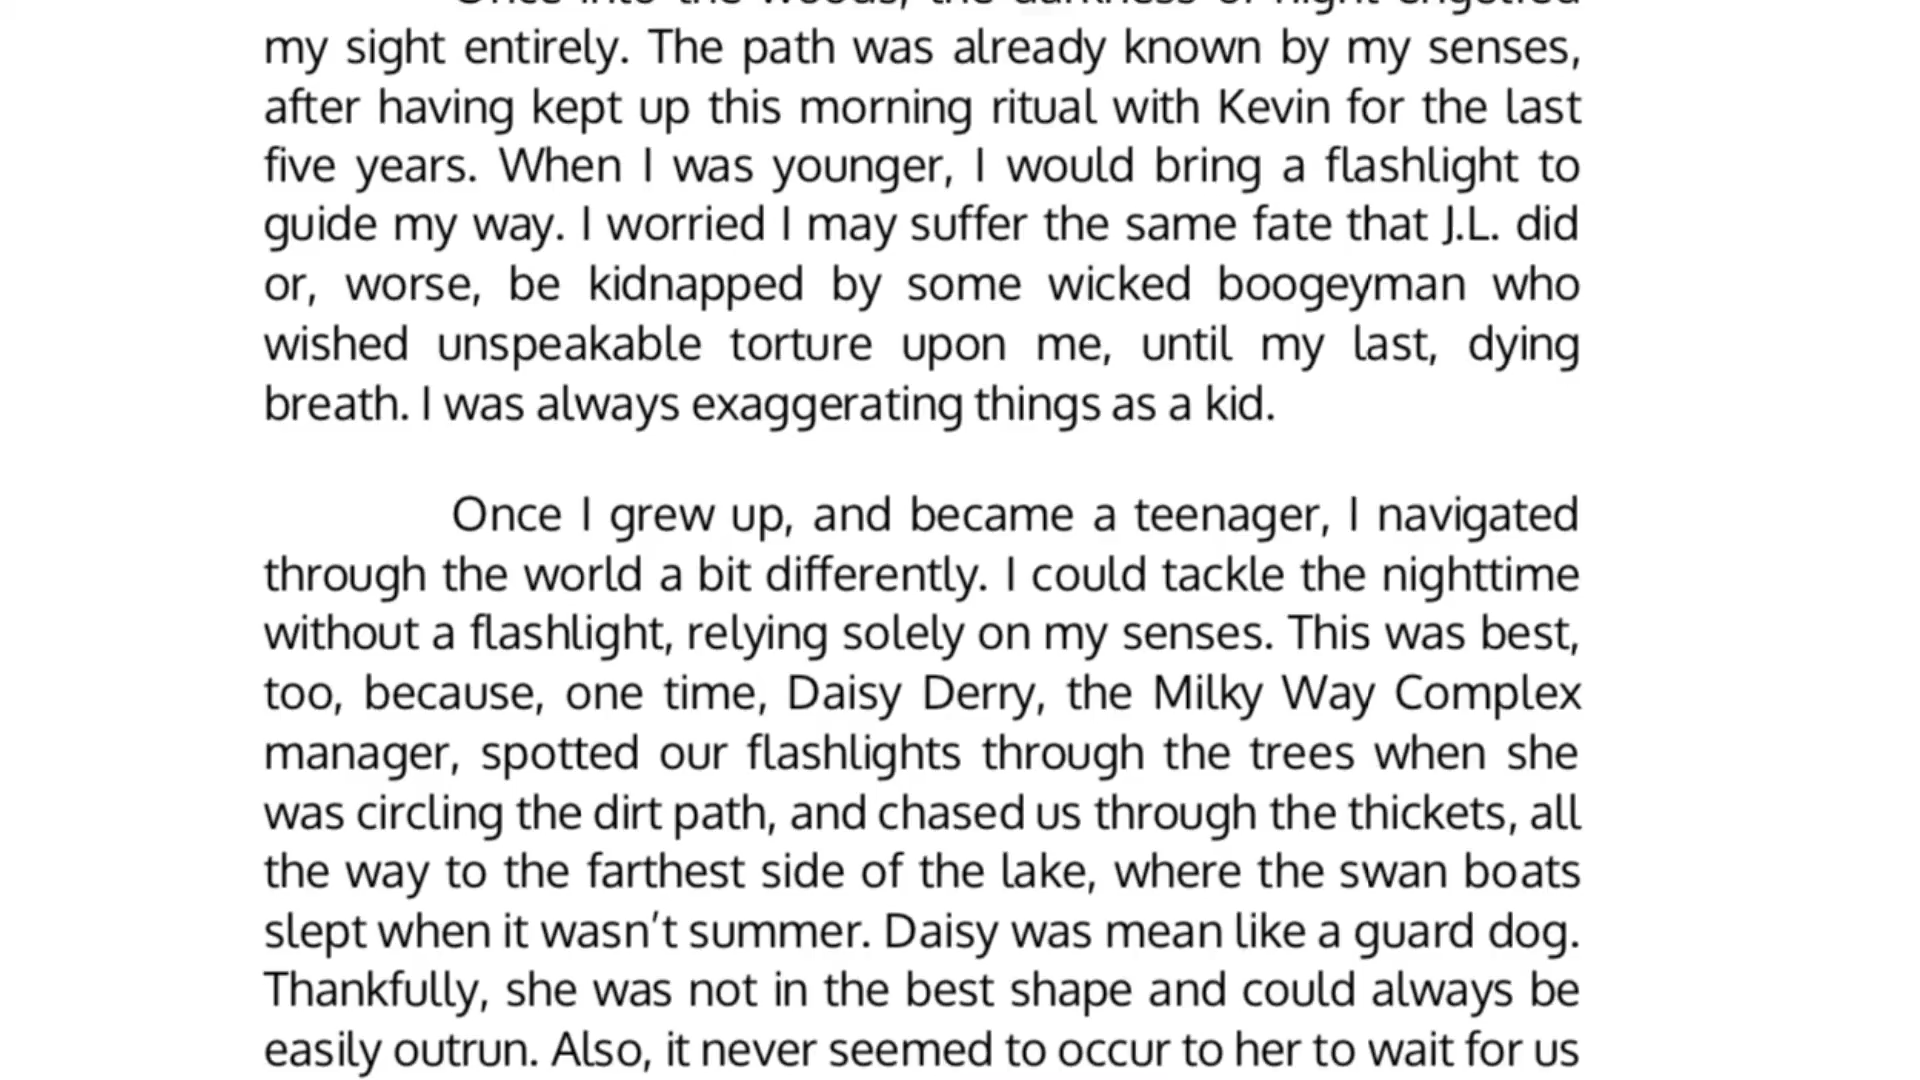 Once into the woods, the darkness of night engulfed
my sight entirely. The path was already known by my senses,
after having kept up this morning ritual with Kevin for the last
five years. When I was younger, I would bring a flashlight to
guide my way. I worried I may suffer the same fate that J.L. did
or, worse, be kidnapped by some wicked boogeyman who
wished unspeakable torture upon me, until my last, dying
breath. I was always exaggerating things as a kid.
Once I grew up, and became a teenager, I navigated
through the world a bit differently. I could tackle the nighttime
without a flashlight, relying solely on my senses. This was best,
too, because, one time, Daisy Derry, the Milky Way Complex
manager, spotted our flashlights through the trees when she
was circling the dirt path, and chased us through the thickets, all
the way to the farthest side of the lake, where the swan boats
slept when it wasn't summer. Daisy was mean like a guard dog.
Thankfully, she was not in the best shape and could always be
easily outrun. Also, it never seemed to occur to her to wait for us